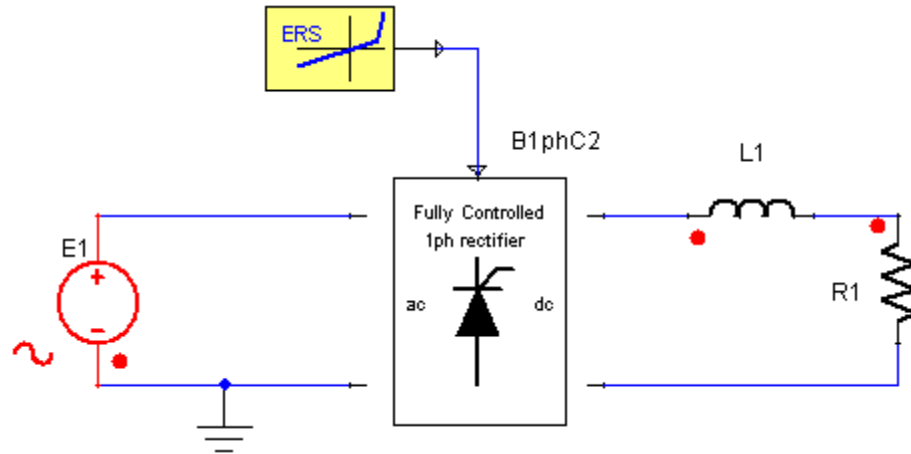 ERS
B1phC2
L1
Fully Controlled
1ph rectifier
E1
+
ac
dc
R1
-